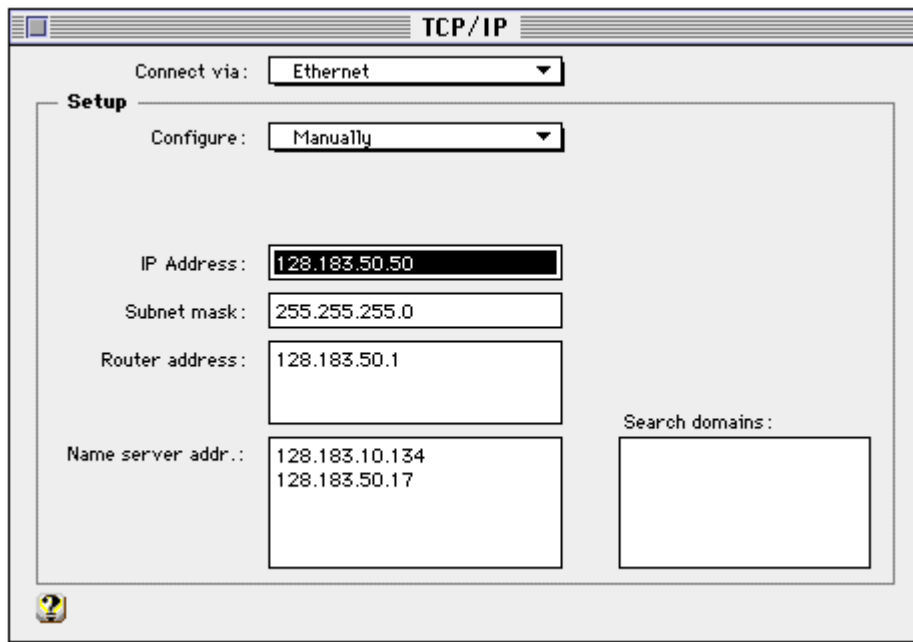 TCP/IP
Connect via: Ethernet
Setup
Configure: Manually
IP Address: 128.183.50.50
Subnet mask: 255.255.255.0
Router address: 128.183.50.1
Search domains:
Name server addr.: 128.183.10.134
128.183.50.17
?